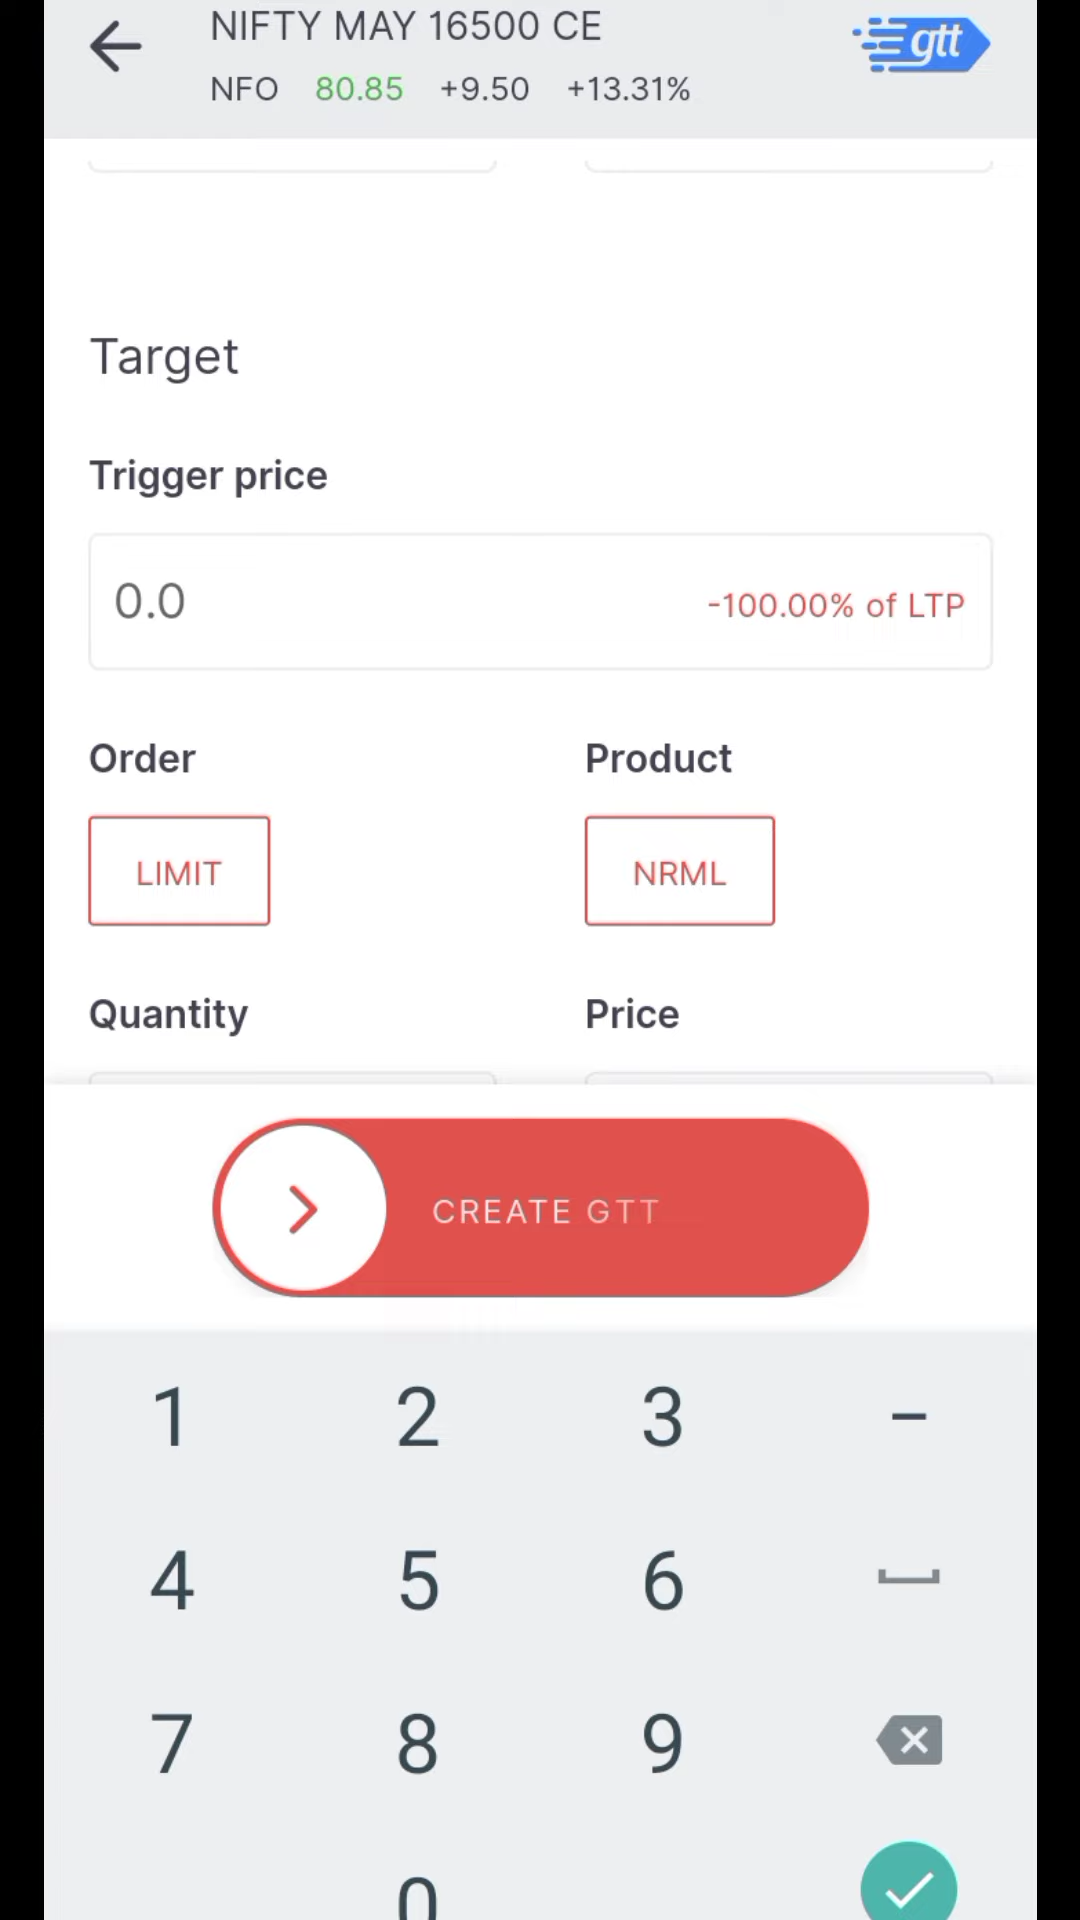 NIFTY MAY 16500 CE
gtt
NFO 80.85 +9.50 +13.31%
Target
Trigger price
0.0 -100.00% of LTP
Order Product
LIMIT NRML
Quantity Price
CREATE GTT
1 2 3 -
4 5 6
7 8 9
0